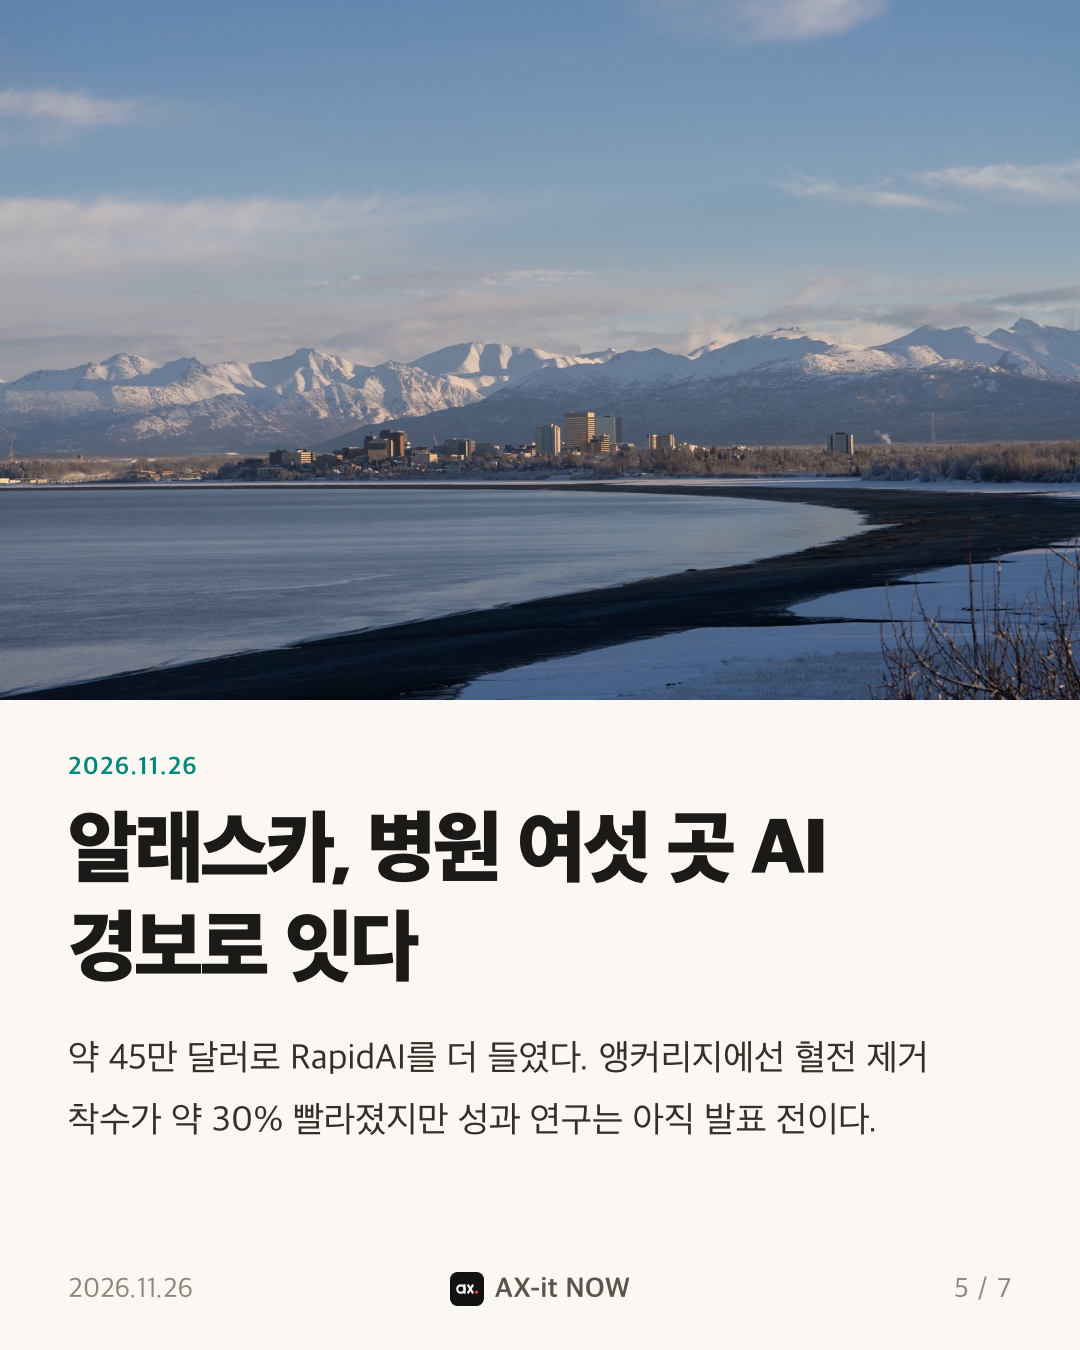 2026.11.26
알래스카, 병원 여섯 곳 AI
경보로 잇다
약 45만 달러로 RapidAI를 더 들였다. 앵커리지에선 혈전 제거
착수가 약 30% 빨라졌지만 성과 연구는 아직 발표 전이다.
2026.11.26
ax. AX-it NOW
5 / 7